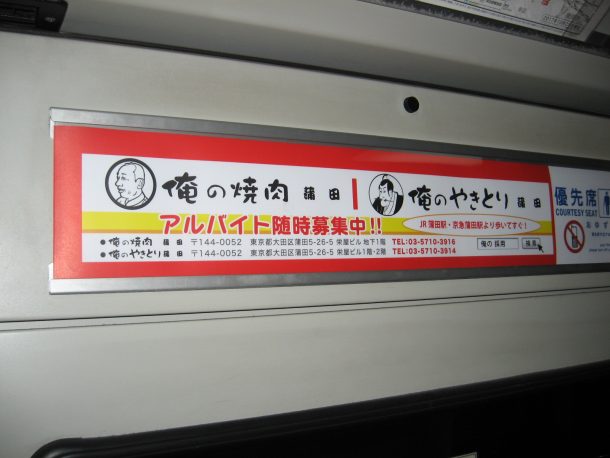 俺の焼肉 蒲田
俺のやきとり 蒲田
アルバイト随時募集中!!
JR蒲田駅・京急蒲田駅より歩いてすぐ!
●俺の焼肉 蒲田 〒144-0052 東京都大田区蒲田5-26-5 栄屋ビル 地下1階 TEL:03-5710-3916
●俺のやきとり 蒲田 〒144-0052 東京都大田区蒲田5-26-5 栄屋ビル1階・2階 TEL:03-5710-3914
俺の 採用 検索
優先席
COURTESY SEAT